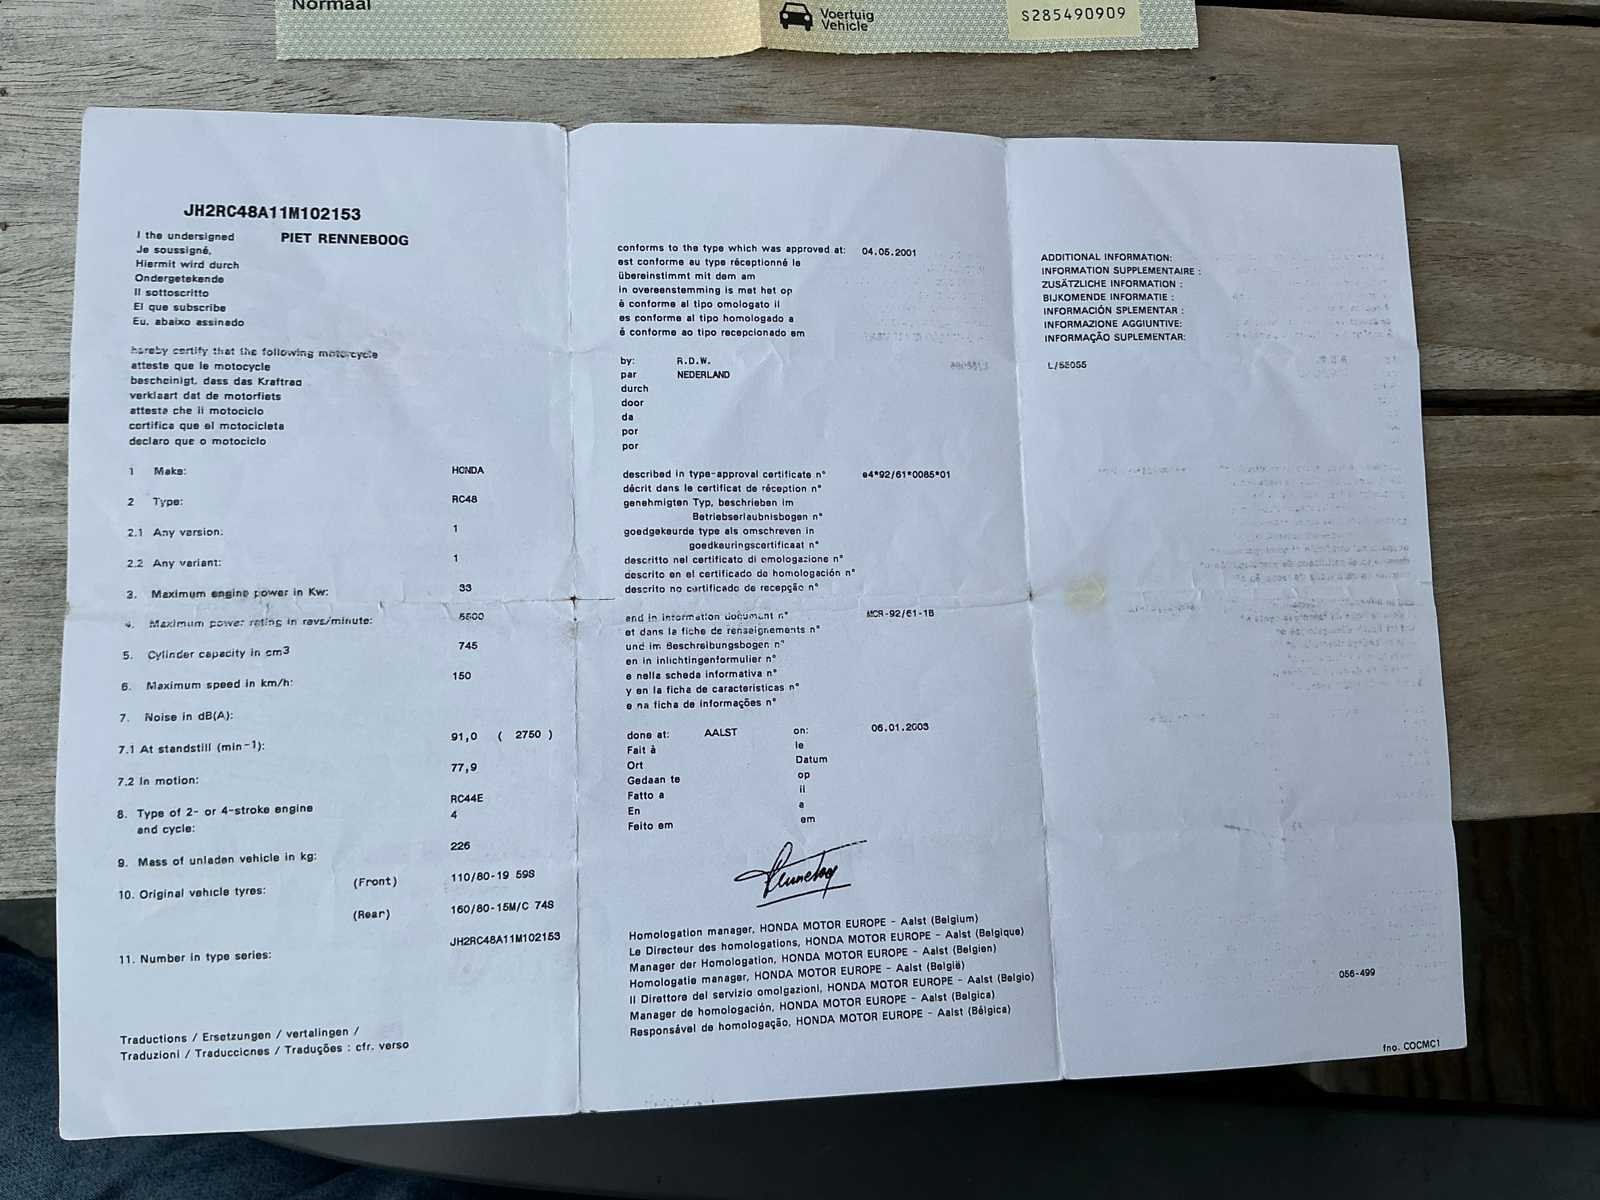 Normaal
Voertuig
Vehicle
S285490909
JH2RC48A11M102153
I the undersigned PIET RENNEBOOG
Je soussigné,
Hiermit wird durch
Ondergetekende
Il sottoscritto
El que subscribe
Eu, abaixo assinado
hereby certify that the following motorcycle
atteste que le motocycle
bescheinigt, dass das Kraftrad
verklaart dat de motorfiets
attesta che il motociclo
certifica que el motocicleta
declaro que o motociclo
1 Make: HONDA
2 Type: RC48
2.1 Any version: 1
2.2 Any variant: 1
3. Maximum engine power in Kw: 33
4. Maximum power rating in revs/minute: 5500
5. Cylinder capacity in cm3 745
6. Maximum speed in km/h: 150
7. Noise in dB(A):
7.1 At standstill (min-1): 91,0 ( 2750 )
7.2 In motion: 77,9
8. Type of 2- or 4-stroke engine RC44E
and cycle: 4
9. Mass of unladen vehicle in kg: 226
10. Original vehicle tyres: (Front) 110/80-19 59S
(Rear) 160/80-15M/C 74S
11. Number in type series: JH2RC48A11M102153
Traductions / Ersetzungen / vertalingen /
Traduzioni / Traducciones / Traduções : cfr. verso
conforms to the type which was approved at: 04.05.2001
est conforme au type réceptionné le
übereinstimmt mit dem am
in overeenstemming is met het op
è conforme al tipo omologato il
es conforme al tipo homologado a
é conforme ao tipo recepcionado em
by: R.D.W.
par NEDERLAND
durch
door
da
por
por
described in type-approval certificate n° e4*92/61*0085*01
décrit dans le certificat de réception n°
genehmigten Typ, beschrieben im
Betriebserlaubnisbogen n°
goedgekeurde type als omschreven in
goedkeuringscertificaat n°
descritto nel certificato di omologazione n°
descrito en el certificado de homologación n°
descrito no certificado de recepção n°
and in information document n° MCR-92/61-1B
et dans la fiche de renseignements n°
und im Beschreibungsbogen n°
en in inlichtingenformulier n°
e nella scheda informativa n°
y en la ficha de caracteristicas n°
e na ficha de informações n°
done at: AALST on: 06.01.2003
Fait à le
Ort Datum
Gedaan te op
Fatto a il
En a
Feito em em
Renneboog
Homologation manager, HONDA MOTOR EUROPE - Aalst (Belgium)
Le Directeur des homologations, HONDA MOTOR EUROPE - Aalst (Belgique)
Manager der Homologation, HONDA MOTOR EUROPE - Aalst (Belgien)
Homologatie manager, HONDA MOTOR EUROPE - Aalst (België)
Il Direttore del servizio omolgazioni, HONDA MOTOR EUROPE - Aalst (Belgio)
Manager de homologación, HONDA MOTOR EUROPE - Aalst (Belgica)
Responsável de homologação, HONDA MOTOR EUROPE - Aalst (Bélgica)
ADDITIONAL INFORMATION:
INFORMATION SUPPLEMENTAIRE :
ZUSÄTZLICHE INFORMATION :
BIJKOMENDE INFORMATIE :
INFORMACIÓN SPLEMENTAR :
INFORMAZIONE AGGIUNTIVE:
INFORMAÇÃO SUPLEMENTAR:
L/55055
056-499
fno. COCMC1